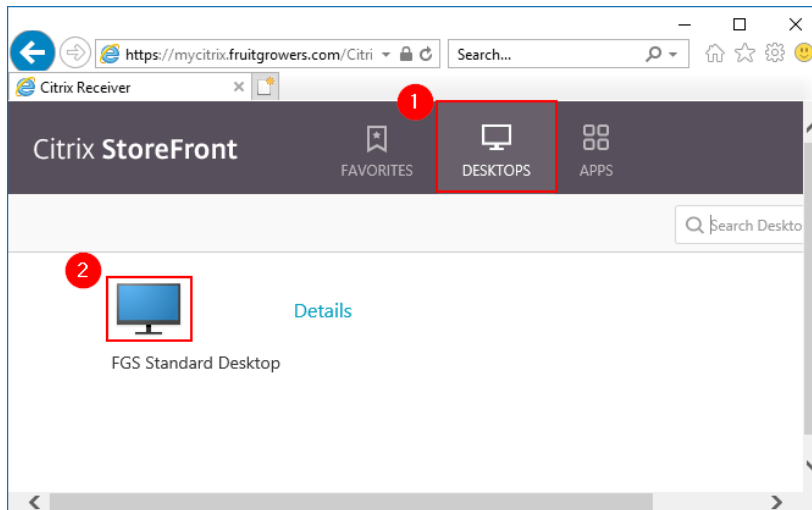 https://mycitrix.fruitgrowers.com/Citri
Search...
Citrix Receiver
1
Citrix StoreFront
FAVORITES
DESKTOPS
APPS
Search Deskto
2
Details
FGS Standard Desktop